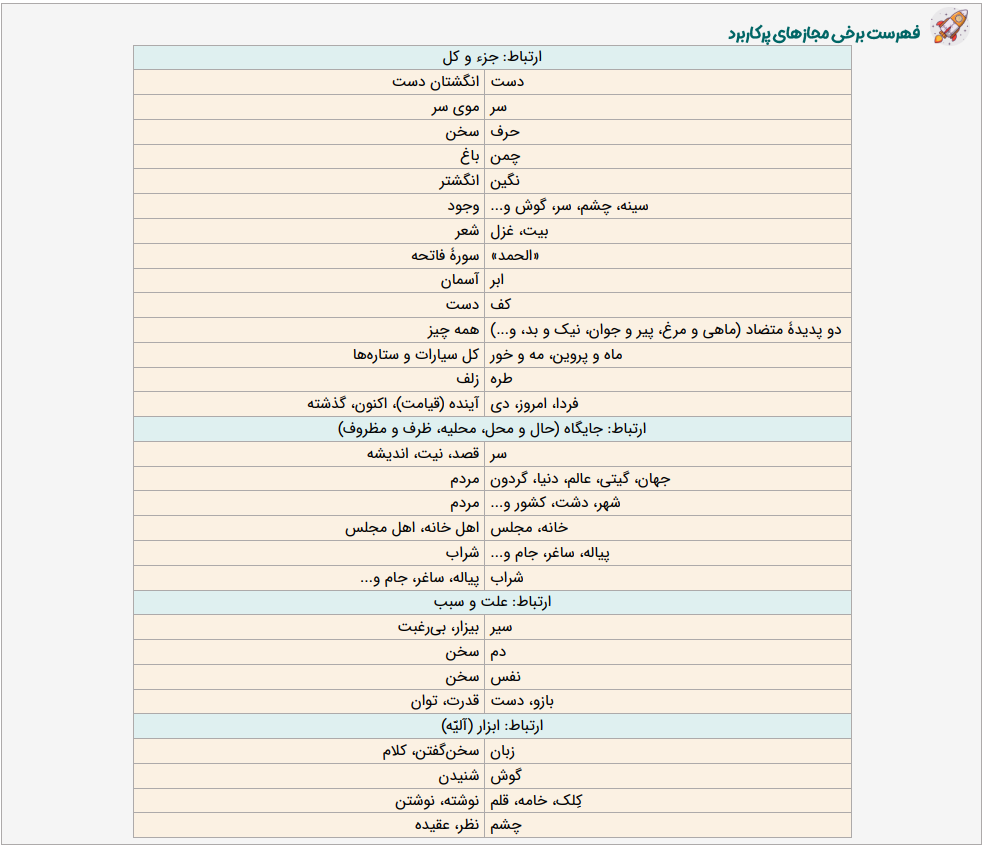 فهرست برخی مجازهای پرکاربرد
ارتباط: جزء و کل
دست انگشتان دست
سر موی سر
حرف سخن
چمن باغ
نگین انگشتر
سینه، چشم، سر، گوش و... وجود
بیت، غزل شعر
«الحمد» سورهٔ فاتحه
ابر آسمان
کف دست
دو پدیدهٔ متضاد (ماهی و مرغ، پیر و جوان، نیک و بد، و...) همه چیز
ماه و پروین، مه و خور کل سیارات و ستاره‌ها
طره زلف
فردا، امروز، دی آینده (قیامت)، اکنون، گذشته
ارتباط: جایگاه (حال و محل، محلیه، ظرف و مظروف)
سر قصد، نیت، اندیشه
جهان، گیتی، عالم، دنیا، گردون مردم
شهر، دشت، کشور و... مردم
خانه، مجلس اهل خانه، اهل مجلس
پیاله، ساغر، جام و... شراب
شراب پیاله، ساغر، جام و...
ارتباط: علت و سبب
سیر بیزار، بی‌رغبت
دم سخن
نفس سخن
بازو، دست قدرت، توان
ارتباط: ابزار (آلیّه)
زبان سخن‌گفتن، کلام
گوش شنیدن
کِلک، خامه، قلم نوشته، نوشتن
چشم نظر، عقیده